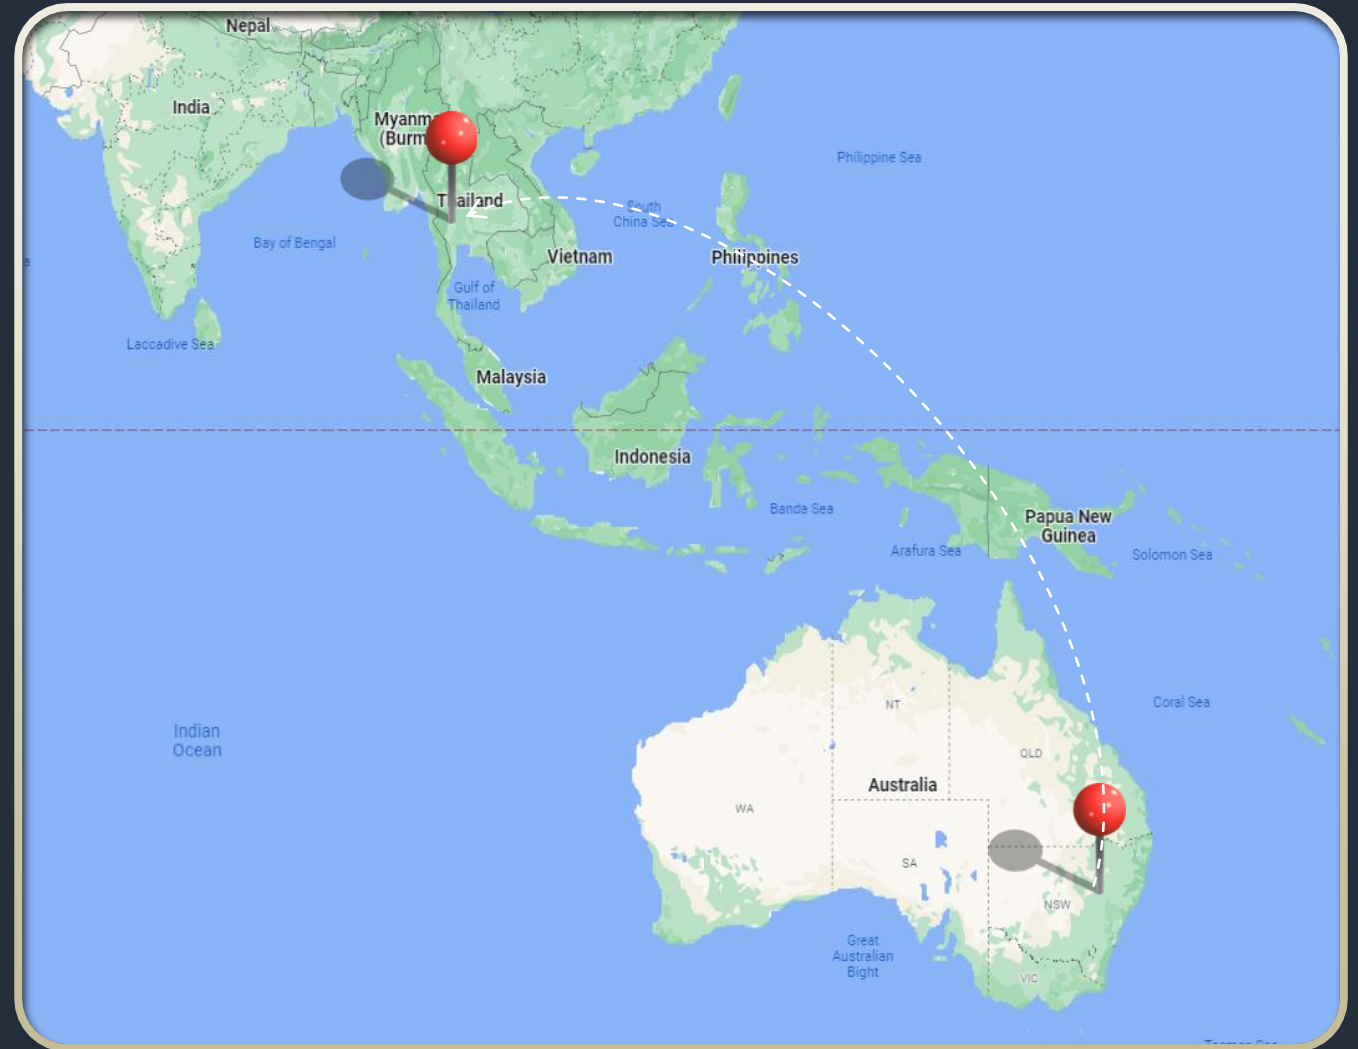 Nepal
India
Myanm
(Burm
Philippine Sea
Thailand
South
China Sea
Bay of Bengal
Vietnam
Philippines
Gulf of
Thailand
Laccadive Sea
Malaysia
Indonesia
Banda Sea
Papua New
Guinea
Arafura Sea
Solomon Sea
Coral Sea
NT
Indian
Ocean
QLD
Australia
WA
SA
NSW
Great
Australian
Bight
VIC